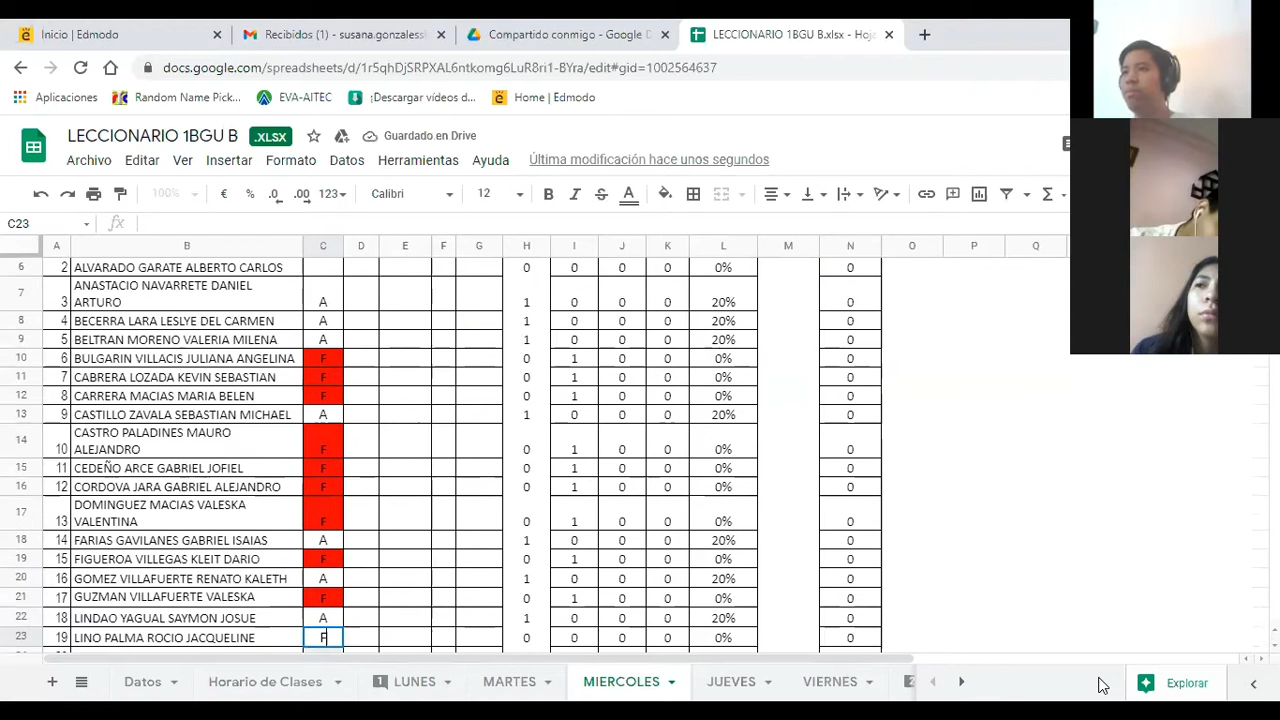 Inicio | Edmodo
Recibidos (1) - susana.gonzaless
Compartido conmigo - Google D
LECCIONARIO 1BGU B.xlsx - Hoja
docs.google.com/spreadsheets/d/1r5qhDjSRPXAL6ntkomg6LuR8ri1-BYra/edit#gid=1002564637
Aplicaciones Random Name Pick... EVA-AITEC ¡Descargar vídeos d... Home | Edmodo
LECCIONARIO 1BGU B .XLSX Guardado en Drive
Archivo Editar Ver Insertar Formato Datos Herramientas Ayuda Última modificación hace unos segundos
100% € % .0 .00 123 Calibri 12 B I S A
C23 fx
A B C D E F G H I J K L M N O P Q
6 2 ALVARADO GARATE ALBERTO CARLOS 0 0 0 0 0% 0
ANASTACIO NAVARRETE DANIEL
7 3 ARTURO A 1 0 0 0 20% 0
8 4 BECERRA LARA LESLYE DEL CARMEN A 1 0 0 0 20% 0
9 5 BELTRAN MORENO VALERIA MILENA A 1 0 0 0 20% 0
10 6 BULGARIN VILLACIS JULIANA ANGELINA F 0 1 0 0 0% 0
11 7 CABRERA LOZADA KEVIN SEBASTIAN F 0 1 0 0 0% 0
12 8 CARRERA MACIAS MARIA BELEN F 0 1 0 0 0% 0
13 9 CASTILLO ZAVALA SEBASTIAN MICHAEL A 1 0 0 0 20% 0
CASTRO PALADINES MAURO
14 10 ALEJANDRO F 0 1 0 0 0% 0
15 11 CEDEÑO ARCE GABRIEL JOFIEL F 0 1 0 0 0% 0
16 12 CORDOVA JARA GABRIEL ALEJANDRO F 0 1 0 0 0% 0
DOMINGUEZ MACIAS VALESKA
17 13 VALENTINA F 0 1 0 0 0% 0
18 14 FARIAS GAVILANES GABRIEL ISAIAS A 1 0 0 0 20% 0
19 15 FIGUEROA VILLEGAS KLEIT DARIO F 0 1 0 0 0% 0
20 16 GOMEZ VILLAFUERTE RENATO KALETH A 1 0 0 0 20% 0
21 17 GUZMAN VILLAFUERTE VALESKA F 0 1 0 0 0% 0
22 18 LINDAO YAGUAL SAYMON JOSUE A 1 0 0 0 20% 0
23 19 LINO PALMA ROCIO JACQUELINE F 0 0 0 0 0% 0
Datos Horario de Clases 1 LUNES MARTES MIERCOLES JUEVES VIERNES 2 Explorar